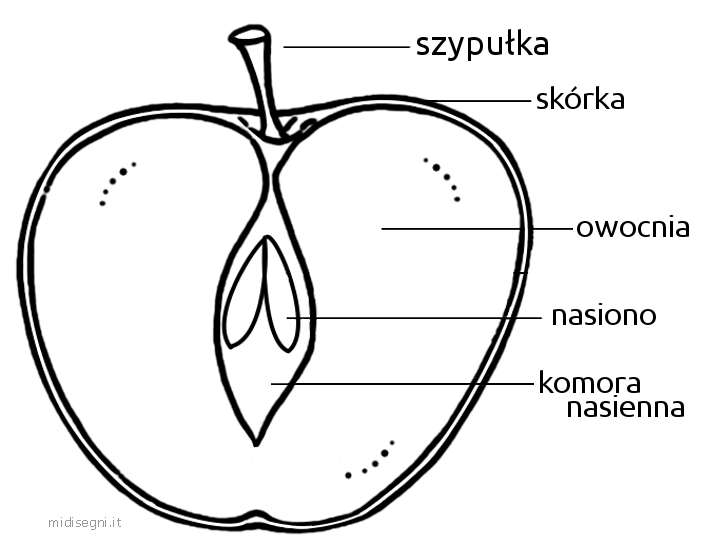 szypułka
skórka
owocnia
nasiono
komora
nasienna
midisegni.it